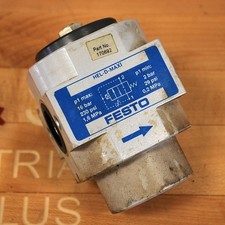 Part No
170692
HEL-D-MAXI
p1 max:
16 bar
230 psi
1,6 MPa
p1 min:
2 bar
29 psi
0,2 MPa
FESTO
TRIA
PLUS